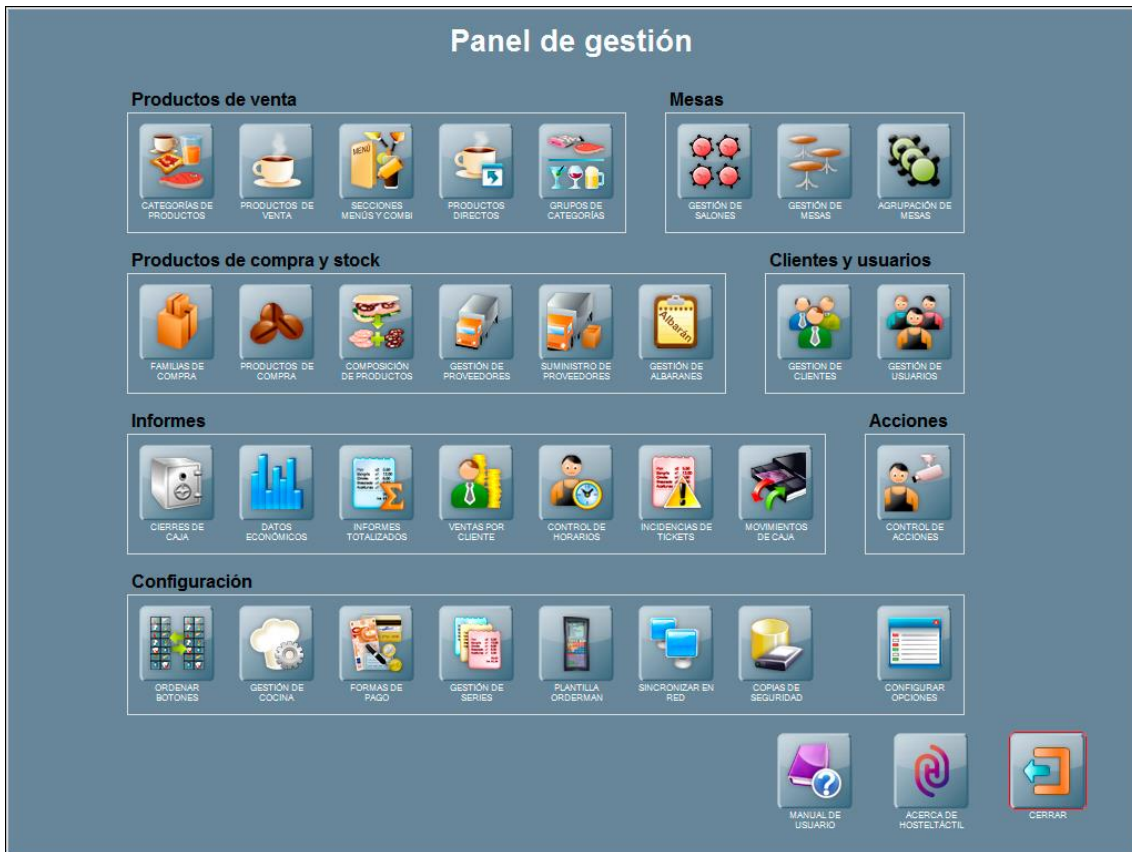 Panel de gestión
Productos de venta
Mesas
MENÚ
CATEGORÍAS DE
PRODUCTOS
PRODUCTOS DE
VENTA
SECCIONES
MENÚS Y COMBI
PRODUCTOS
DIRECTOS
GRUPOS DE
CATEGORÍAS
GESTIÓN DE
SALONES
GESTIÓN DE
MESAS
AGRUPACIÓN DE
MESAS
Productos de compra y stock
Clientes y usuarios
Albarán
FAMILIAS DE
COMPRA
PRODUCTOS DE
COMPRA
COMPOSICIÓN
DE PRODUCTOS
GESTIÓN DE
PROVEEDORES
SUMINISTRO DE
PROVEEDORES
GESTIÓN DE
ALBARANES
GESTION DE
CLIENTES
GESTIÓN DE
USUARIOS
Informes
Acciones
CIERRES DE
CAJA
DATOS
ECONÓMICOS
INFORMES
TOTALIZADOS
VENTAS POR
CLIENTE
CONTROL DE
HORARIOS
INCIDENCIAS DE
TICKETS
MOVIMIENTOS
DE CAJA
CONTROL DE
ACCIONES
Configuración
ORDENAR
BOTONES
GESTIÓN DE
COCINA
FORMAS DE
PAGO
GESTIÓN DE
SERIES
PLANTILLA
ORDERMAN
SINCRONIZAR EN
RED
COPIAS DE
SEGURIDAD
CONFIGURAR
OPCIONES
MANUAL DE
USUARIO
ACERCA DE
HOSTELTÁCTIL
CERRAR